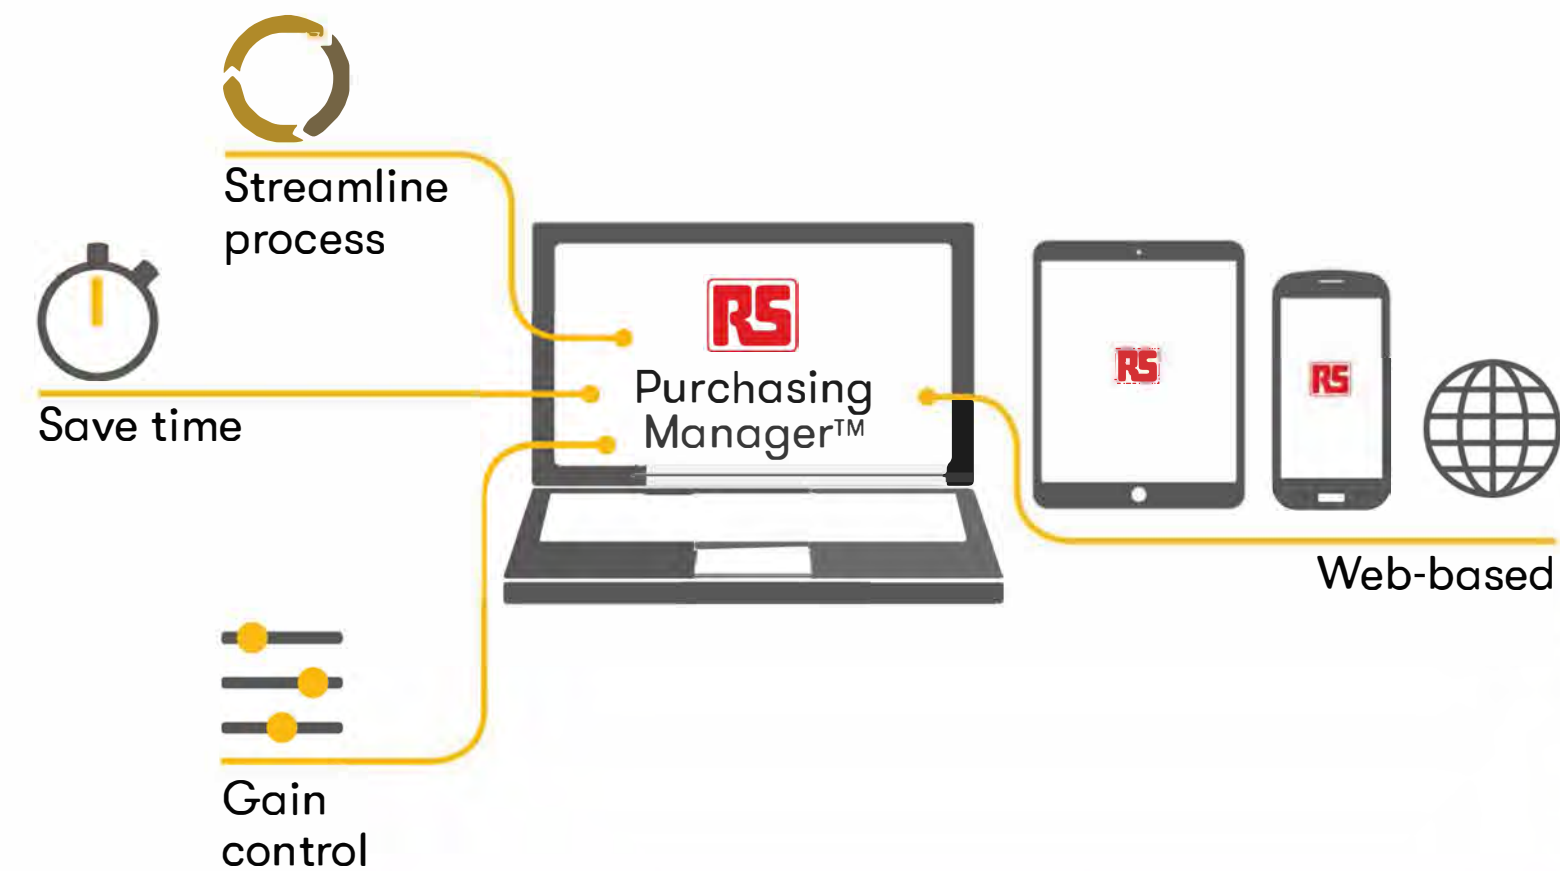 Streamline
process
Save time
RS
Purchasing
Manager™
RS
RS
Web-based
Gain
control